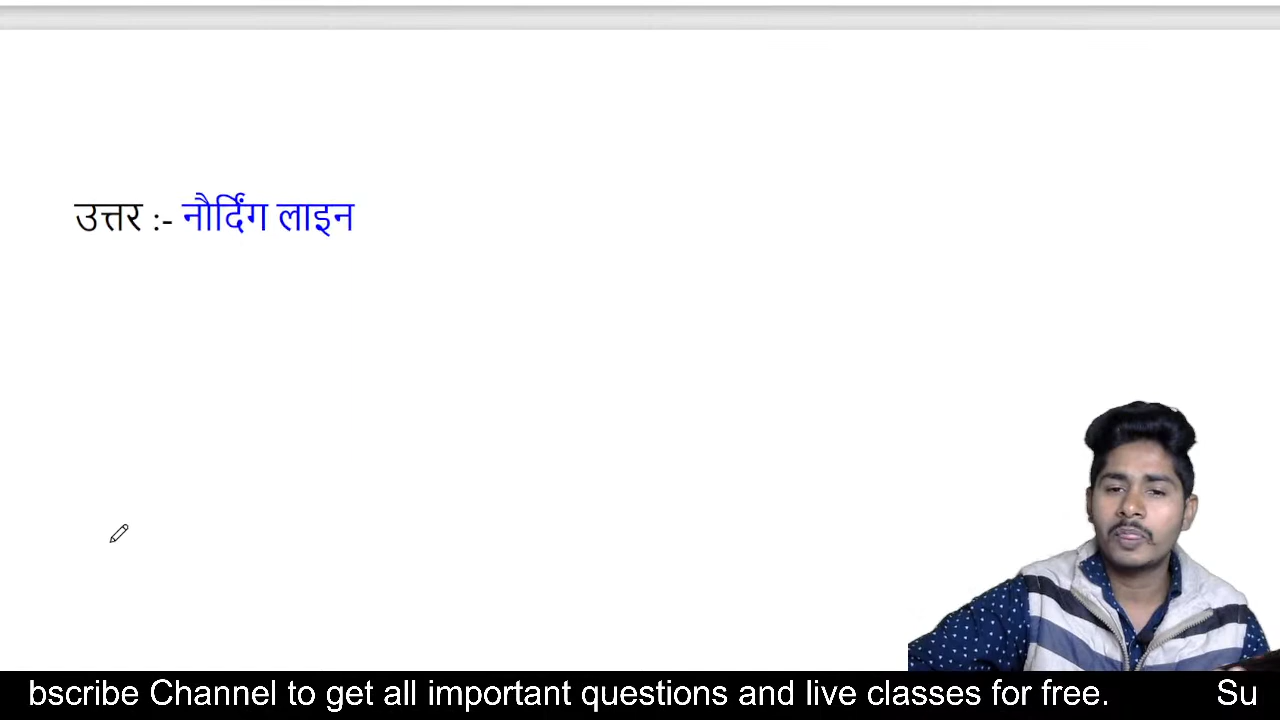 उत्तर :- नौर्दिंग लाइन
bscribe Channel to get all important questions and live classes for free. Su